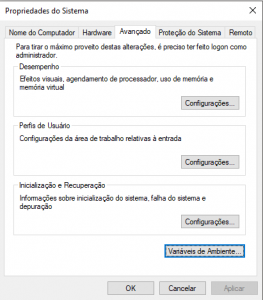 Propriedades do Sistema
Nome do Computador Hardware Avançado Proteção do Sistema Remoto
Para tirar o máximo proveito destas alterações, é preciso ter feito logon como
administrador.
Desempenho
Efeitos visuais, agendamento de processador, uso de memória e
memória virtual
Configurações...
Perfis de Usuário
Configurações da área de trabalho relativas à entrada
Configurações...
Inicialização e Recuperação
Informações sobre inicialização do sistema, falha do sistema e
depuração
Configurações...
Variáveis de Ambiente...
OK Cancelar Aplicar